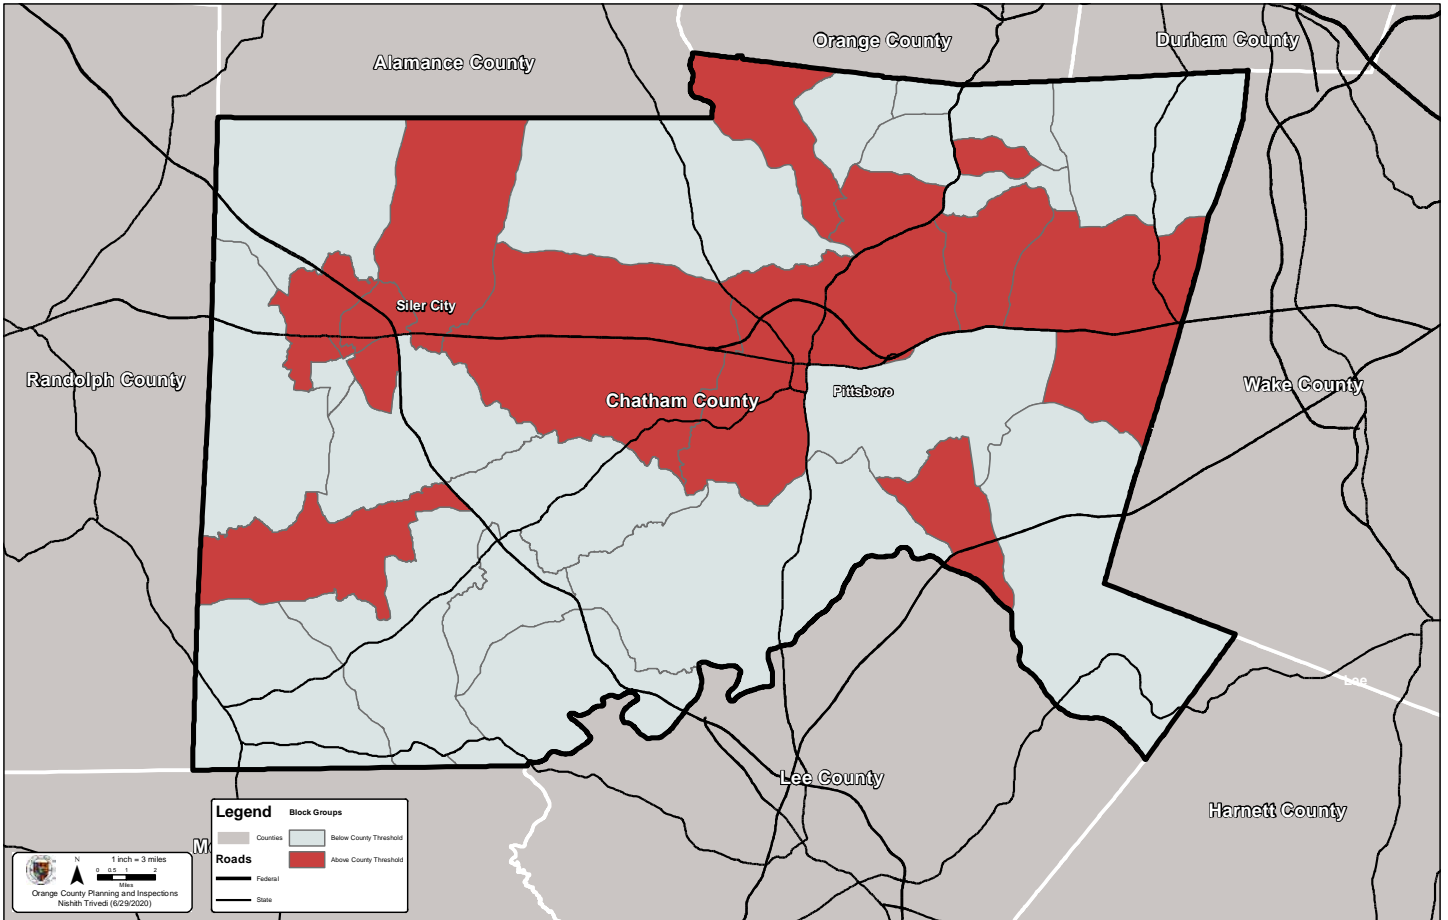 Orange County
Durham County
Alamance County
Siler City
Randolph County
Wake County
Pittsboro
Chatham County
Lee
Lee County
Harnett County
Legend
Block Groups
Counties
Below County Threshold
Roads
Above County Threshold
Federal
State
N
1 inch = 3 miles
0 0.5 1 2
Miles
Orange County Planning and Inspections
Nishith Trivedi (6/29/2020)